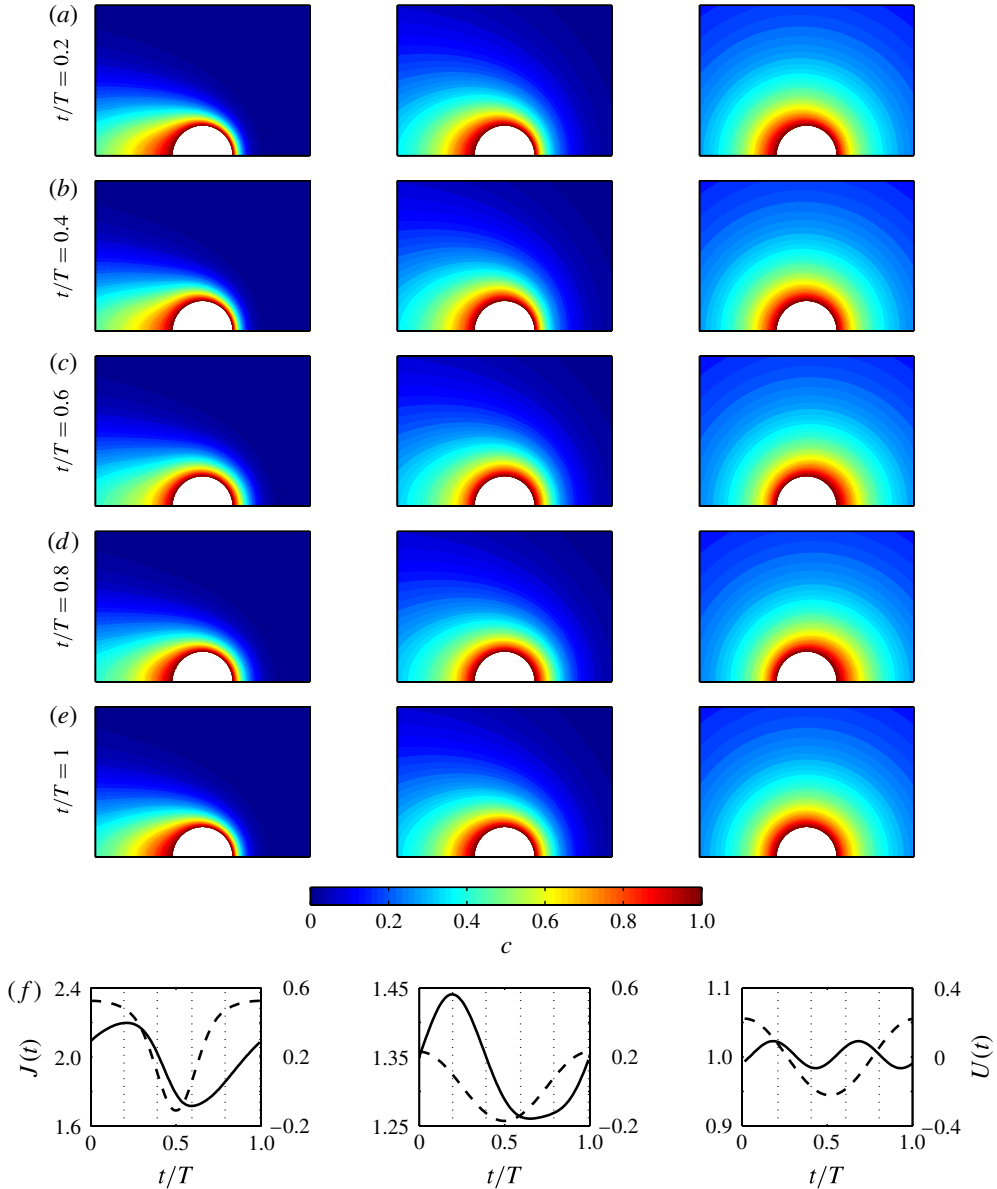 (a)
t/T = 0.2
(b)
t/T = 0.4
(c)
t/T = 0.6
(d)
t/T = 0.8
(e)
t/T = 1
0 0.2 0.4 0.6 0.8 1.0
c
(f)
J(t)
2.4
2.0
1.6
0.6
0.2
−0.2
0 0.5 1.0
t/T
1.45
1.35
1.25
0.6
0.2
−0.2
0 0.5 1.0
t/T
1.1
1.0
0.9
0.4
0
−0.4
0 0.5 1.0
t/T
U(t)